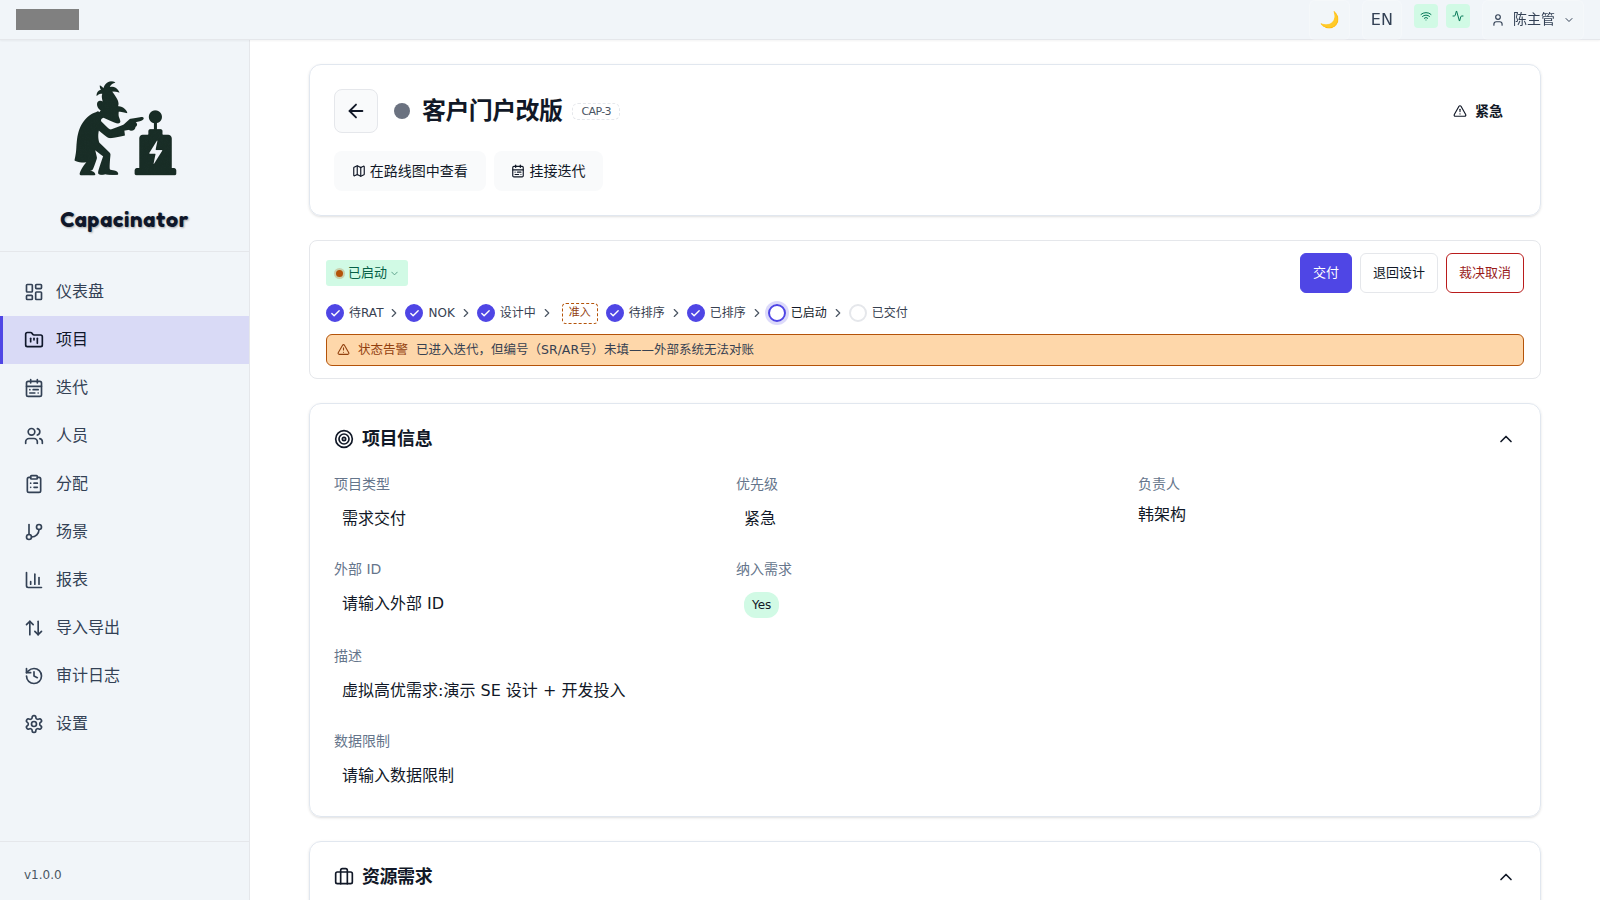 EN
陈主管
Capacinator
仪表盘
项目
迭代
人员
分配
场景
报表
导入导出
审计日志
设置
v1.0.0
客户门户改版 CAP-3
紧急
在路线图中查看 挂接迭代
已启动
交付 退回设计 裁决取消
待RAT NOK 设计中 准入 待排序 已排序 已启动 已交付
状态告警 已进入迭代，但编号（SR/AR号）未填——外部系统无法对账
项目信息
项目类型 优先级 负责人
需求交付 紧急 韩架构
外部 ID 纳入需求
请输入外部 ID Yes
描述
虚拟高优需求:演示 SE 设计 + 开发投入
数据限制
请输入数据限制
资源需求